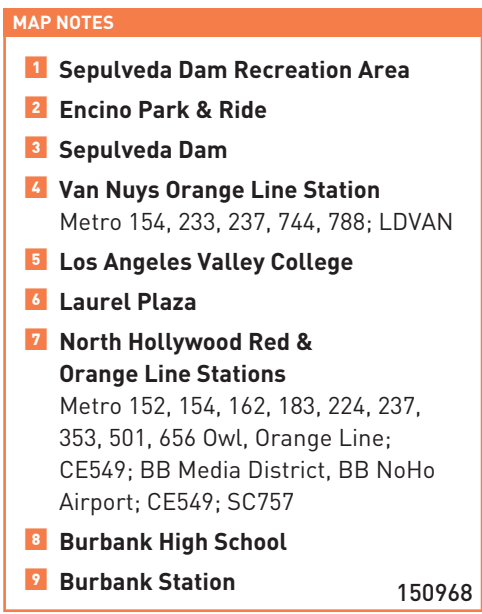 MAP NOTES
1 Sepulveda Dam Recreation Area
2 Encino Park & Ride
3 Sepulveda Dam
4 Van Nuys Orange Line Station
Metro 154, 233, 237, 744, 788; LDVAN
5 Los Angeles Valley College
6 Laurel Plaza
7 North Hollywood Red &
Orange Line Stations
Metro 152, 154, 162, 183, 224, 237,
353, 501, 656 Owl, Orange Line;
CE549; BB Media District, BB NoHo
Airport; CE549; SC757
8 Burbank High School
9 Burbank Station
150968